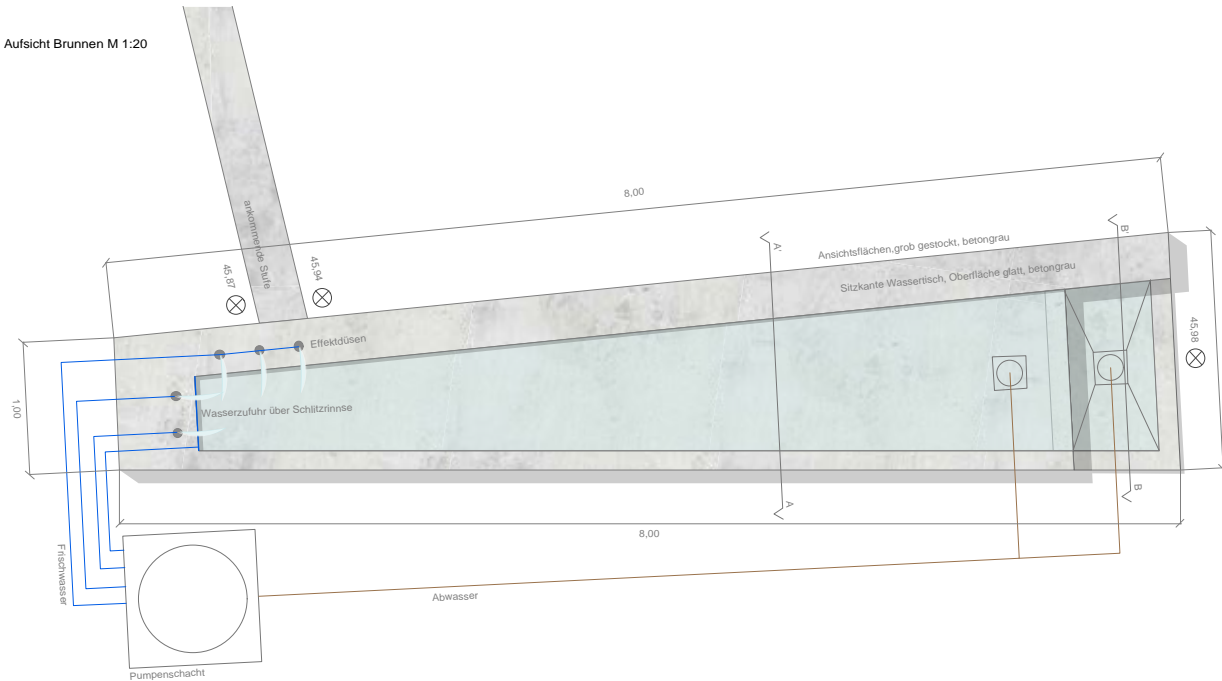 Aufsicht Brunnen M 1:20
8,00
ankommende Stufe
45,87
45,94
A'
B'
Ansichtsflächen,grob gestockt, betongrau
Sitzkante Wassertisch, Oberfläche glatt, betongrau
45,98
Effektdüsen
1,00
Wasserzufuhr über Schlitzrinnse
A
B
8,00
Frischwasser
Abwasser
Pumpenschacht